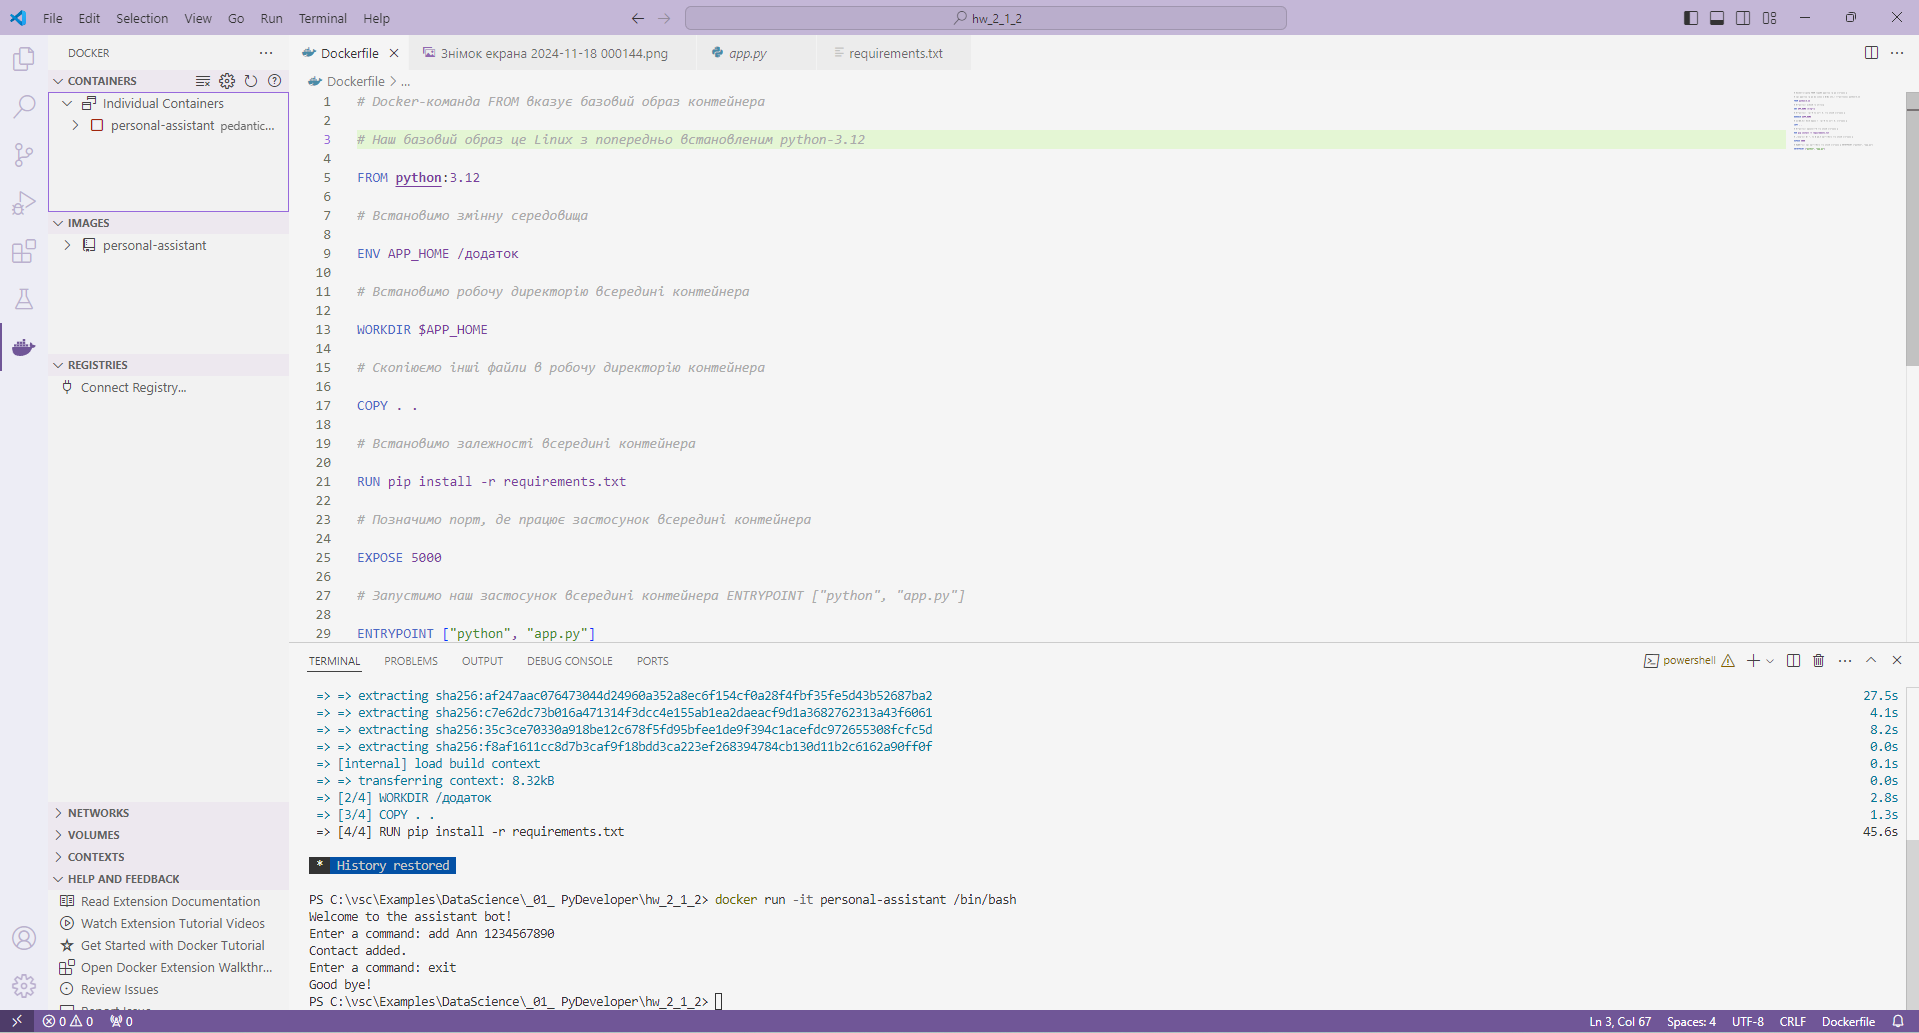 File Edit Selection View Go Run Terminal Help
hw_2_1_2
DOCKER
CONTAINERS
Individual Containers
personal-assistant pedantic...
IMAGES
personal-assistant
REGISTRIES
Connect Registry...
NETWORKS
VOLUMES
CONTEXTS
HELP AND FEEDBACK
Read Extension Documentation
Watch Extension Tutorial Videos
Get Started with Docker Tutorial
Open Docker Extension Walkthr...
Review Issues
Dockerfile Знімок екрана 2024-11-18 000144.png app.py requirements.txt
Dockerfile > ...
1 # Docker-команда FROM вказує базовий образ контейнера
2
3 # Наш базовий образ це Linux з попередньо встановленим python-3.12
4
5 FROM python:3.12
6
7 # Встановимо змінну середовища
8
9 ENV APP_HOME /додаток
10
11 # Встановимо робочу директорію всередині контейнера
12
13 WORKDIR $APP_HOME
14
15 # Скопіюємо інші файли в робочу директорію контейнера
16
17 COPY . .
18
19 # Встановимо залежності всередині контейнера
20
21 RUN pip install -r requirements.txt
22
23 # Позначимо порт, де працює застосунок всередині контейнера
24
25 EXPOSE 5000
26
27 # Запустимо наш застосунок всередині контейнера ENTRYPOINT ["python", "app.py"]
28
29 ENTRYPOINT ["python", "app.py"]
TERMINAL PROBLEMS OUTPUT DEBUG CONSOLE PORTS
powershell
=> => extracting sha256:af247aac076473044d24960a352a8ec6f154cf0a28f4fbf35fe5d43b52687ba2 27.5s
=> => extracting sha256:c7e62dc73b016a471314f3dcc4e155ab1ea2daeacf9d1a3682762313a43f6061 4.1s
=> => extracting sha256:35c3ce70330a918be12c678f5fd95bfee1de9f394c1acefdc972655308fcfc5d 8.2s
=> => extracting sha256:f8af1611cc8d7b3caf9f18bdd3ca223ef268394784cb130d11b2c6162a90ff0f 0.0s
=> [internal] load build context 0.1s
=> => transferring context: 8.32kB 0.0s
=> [2/4] WORKDIR /додаток 2.8s
=> [3/4] COPY . . 1.3s
=> [4/4] RUN pip install -r requirements.txt 45.6s
* History restored
PS C:\vsc\Examples\DataScience\_01_ PyDeveloper\hw_2_1_2> docker run -it personal-assistant /bin/bash
Welcome to the assistant bot!
Enter a command: add Ann 1234567890
Contact added.
Enter a command: exit
Good bye!
PS C:\vsc\Examples\DataScience\_01_ PyDeveloper\hw_2_1_2>
0 0 0
Ln 3, Col 67 Spaces: 4 UTF-8 CRLF Dockerfile